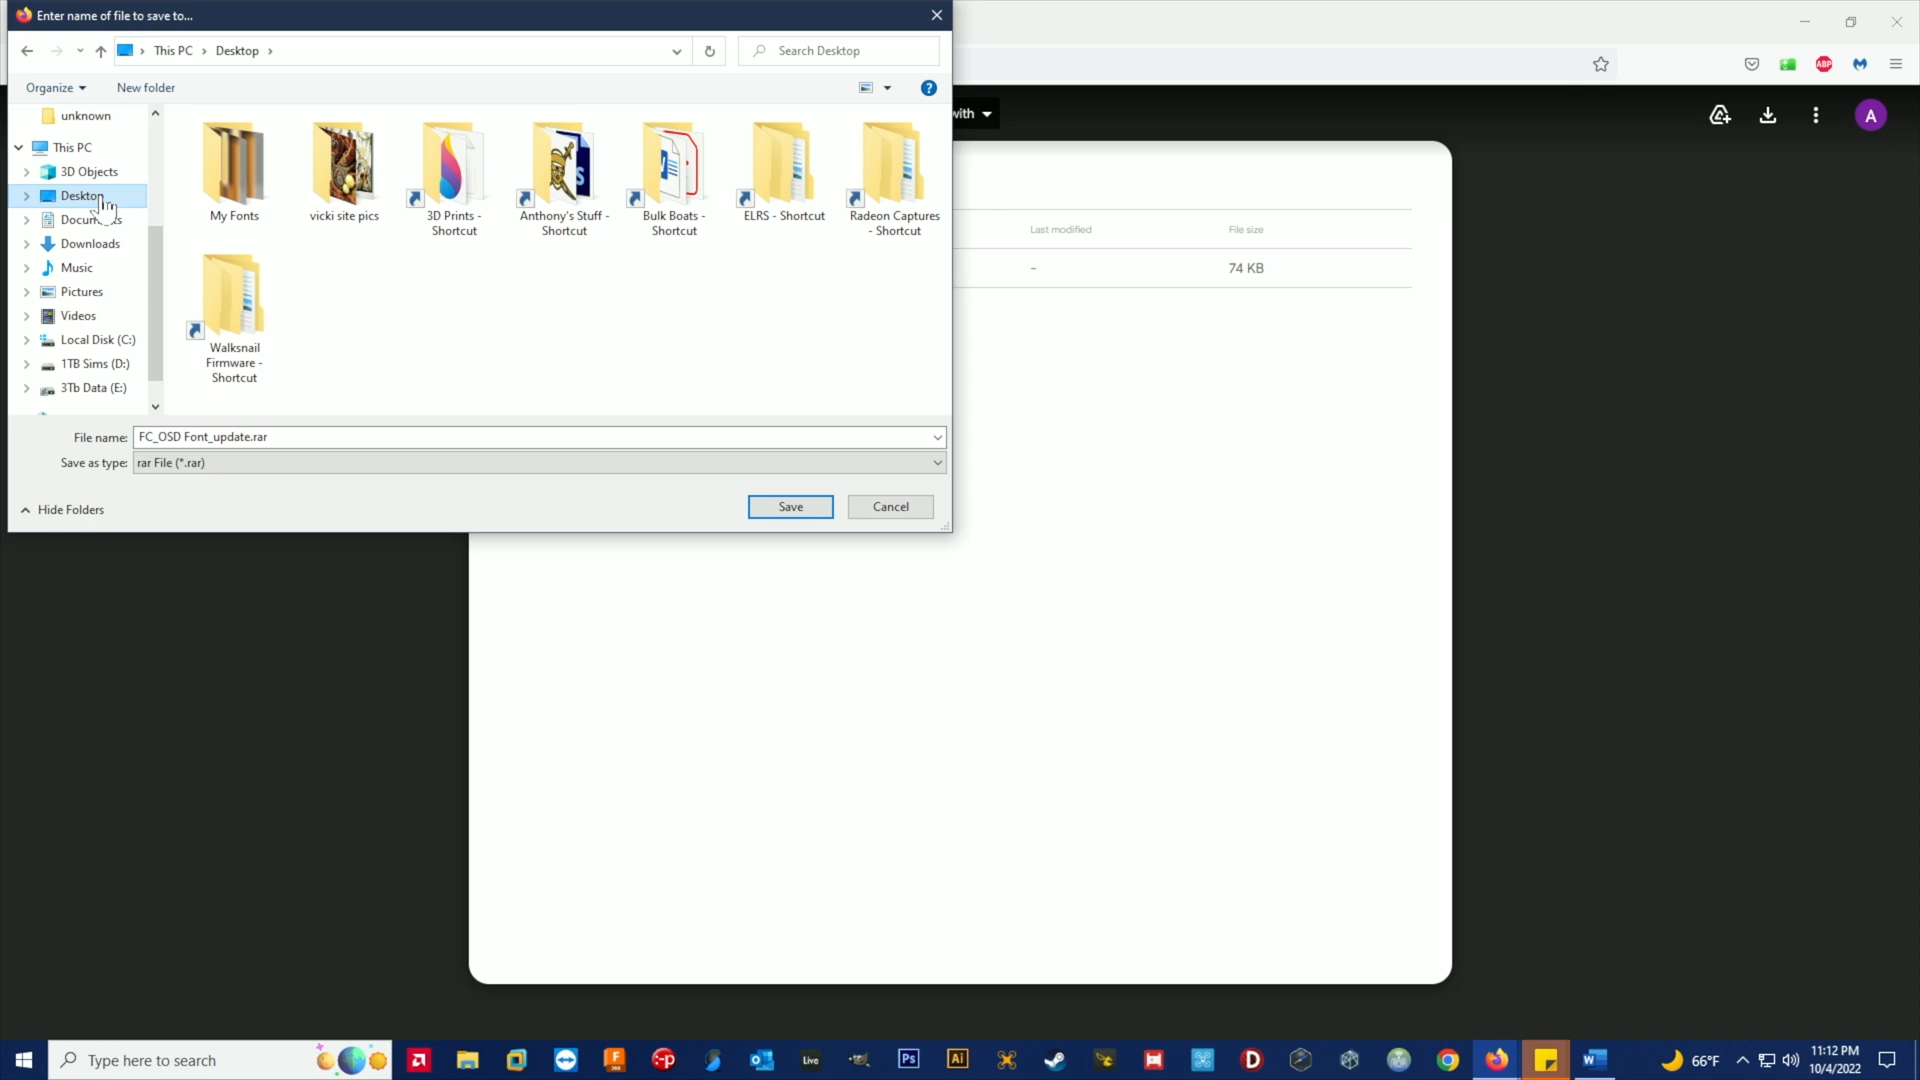 Enter name of file to save to...
This PC
Desktop
Search Desktop
Organize
New folder
with
A
unknown
This PC
3D Objects
Desktop
Documents
Downloads
Music
Pictures
Videos
Local Disk (C:)
1TB Sims (D:)
3Tb Data (E:)
My Fonts
vicki site pics
3D Prints -
Shortcut
Anthony's Stuff -
Shortcut
Bulk Boats -
Shortcut
ELRS - Shortcut
Radeon Captures
- Shortcut
Walksnail
Firmware -
Shortcut
Last modified
File size
-
74 KB
File name:
FC_OSD Font_update.rar
Save as type:
rar File (*.rar)
Hide Folders
Save
Cancel
ABP
Type here to search
Live
Ps
Ai
66°F
11:12 PM
10/4/2022